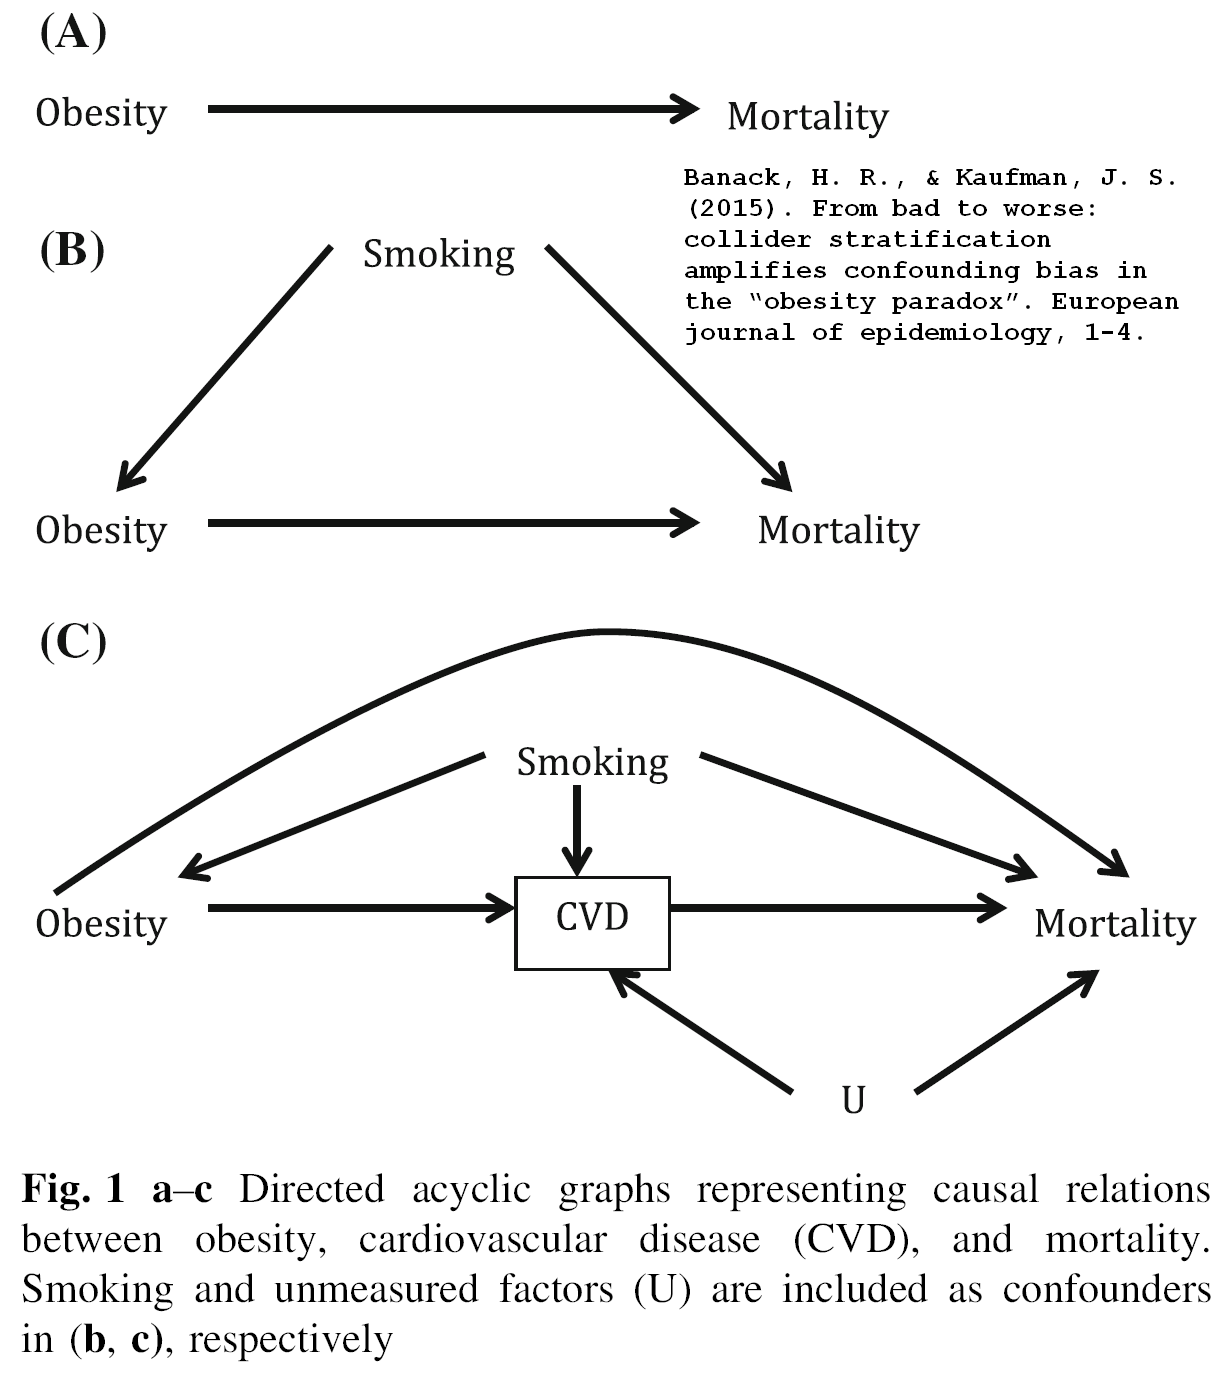 (A)
Obesity
Mortality
Banack, H. R., & Kaufman, J. S.
(2015). From bad to worse:
collider stratification
amplifies confounding bias in
the “obesity paradox”. European
journal of epidemiology, 1-4.
(B)
Smoking
Obesity
Mortality
(C)
Smoking
Obesity
CVD
Mortality
U
Fig. 1 a–c Directed acyclic graphs representing causal relations
between obesity, cardiovascular disease (CVD), and mortality.
Smoking and unmeasured factors (U) are included as confounders
in (b, c), respectively